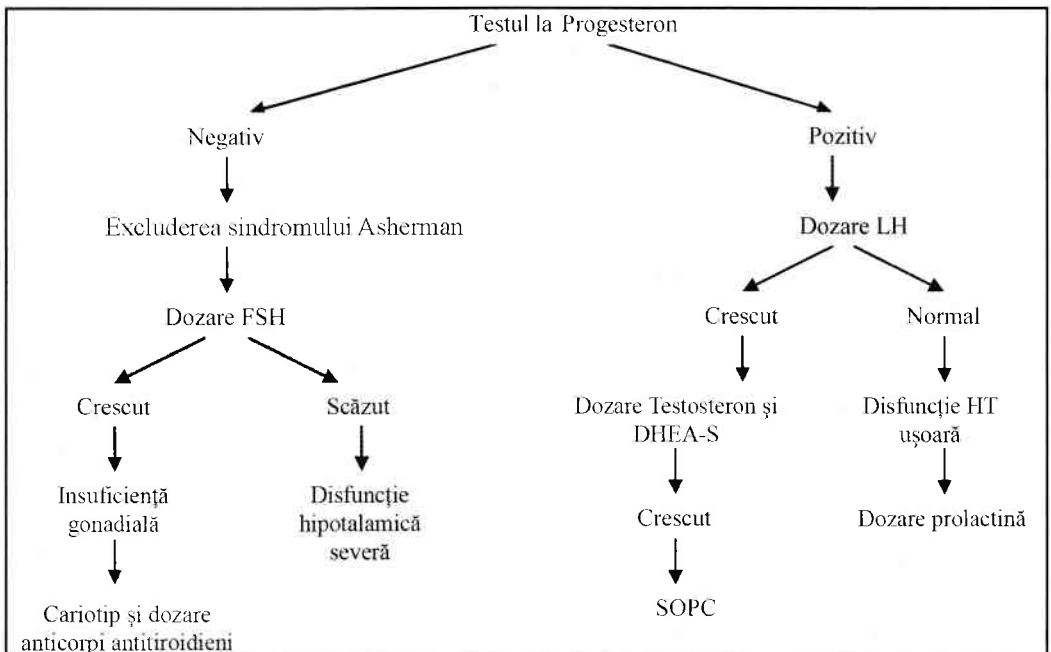 Testul la Progesteron
Negativ
Pozitiv
Excluderea sindromului Asherman
Dozare LH
Dozare FSH
Crescut
Normal
Crescut
Scăzut
Dozare Testosteron și
DHEA-S
Disfuncție HT
ușoară
Insuficiență
gonadială
Disfuncție
hipotalamică
severă
Crescut
Dozare prolactină
Cariotip și dozare
anticorpi antitiroidieni
SOPC